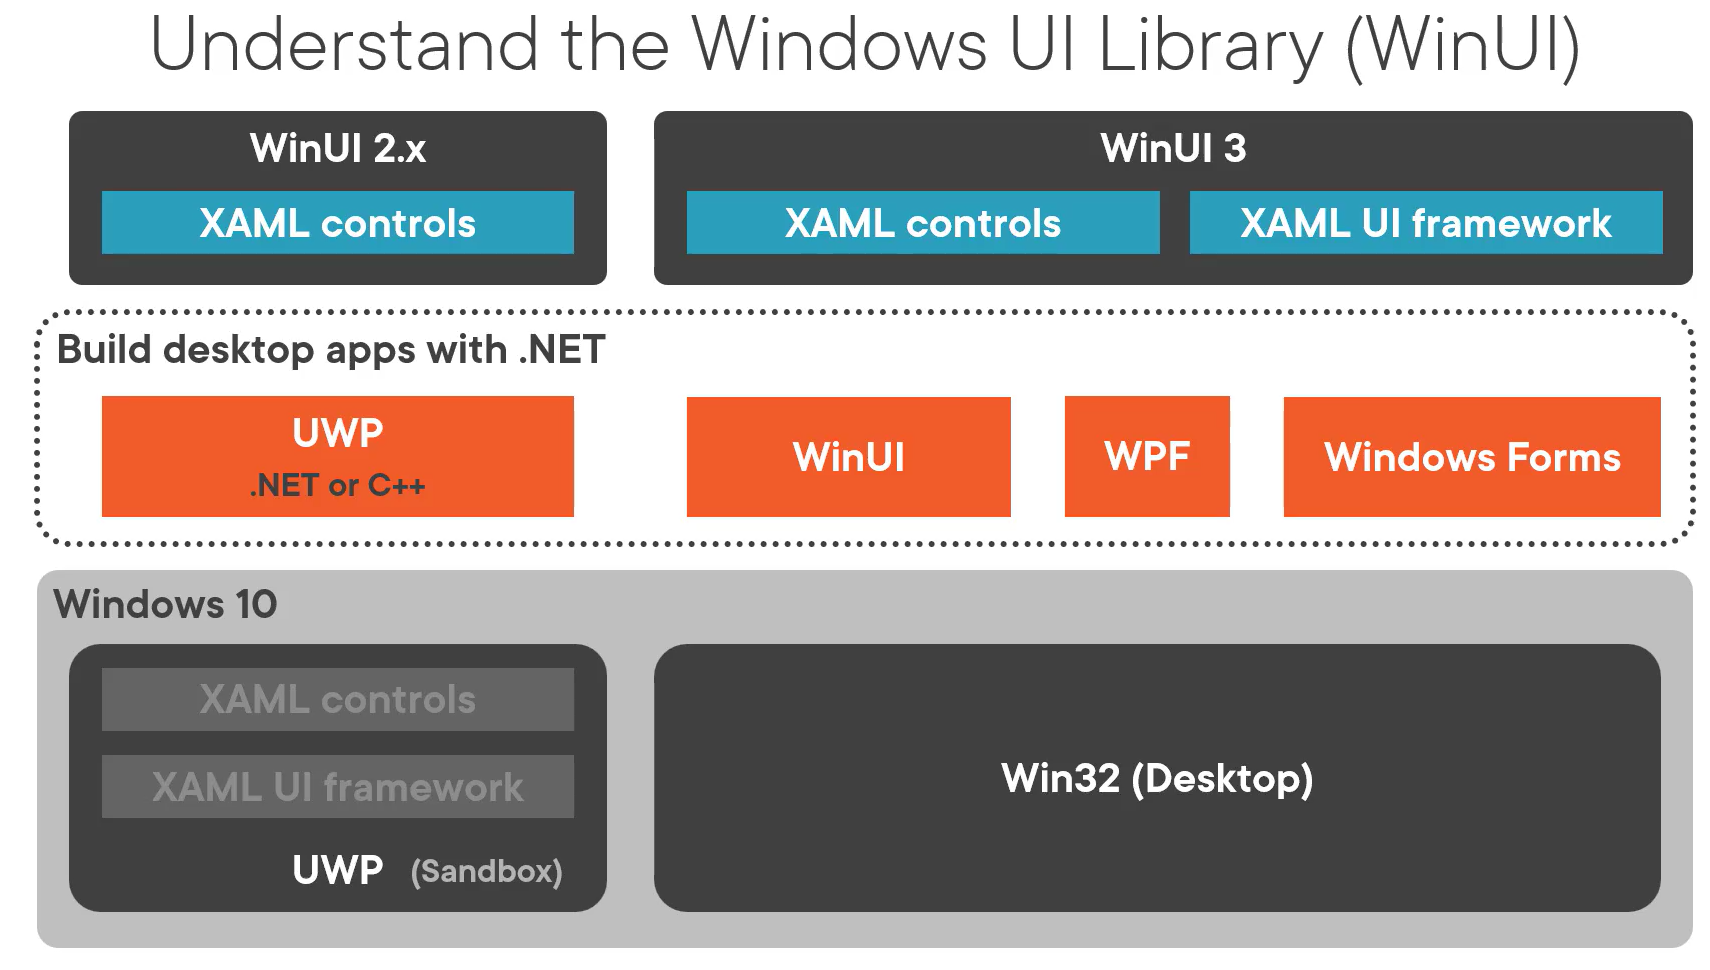 Understand the Windows UI Library (WinUI)
WinUI 2.x
XAML controls
WinUI 3
XAML controls
XAML UI framework
Build desktop apps with .NET
UWP
.NET or C++
WinUI
WPF
Windows Forms
Windows 10
XAML controls
XAML UI framework
UWP (Sandbox)
Win32 (Desktop)